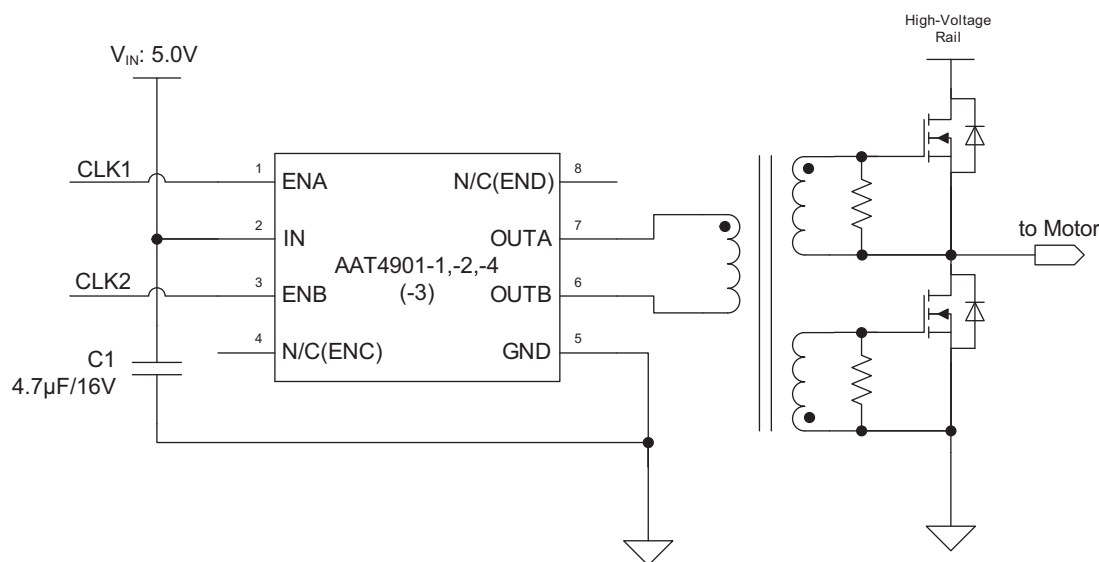 High-Voltage
Rail
VIN: 5.0V
CLK1
1
ENA
N/C(END)
8
2
IN
OUTA
7
to Motor
AAT4901-1,-2,-4
(-3)
CLK2
3
ENB
OUTB
6
4
N/C(ENC)
GND
5
C1
4.7µF/16V